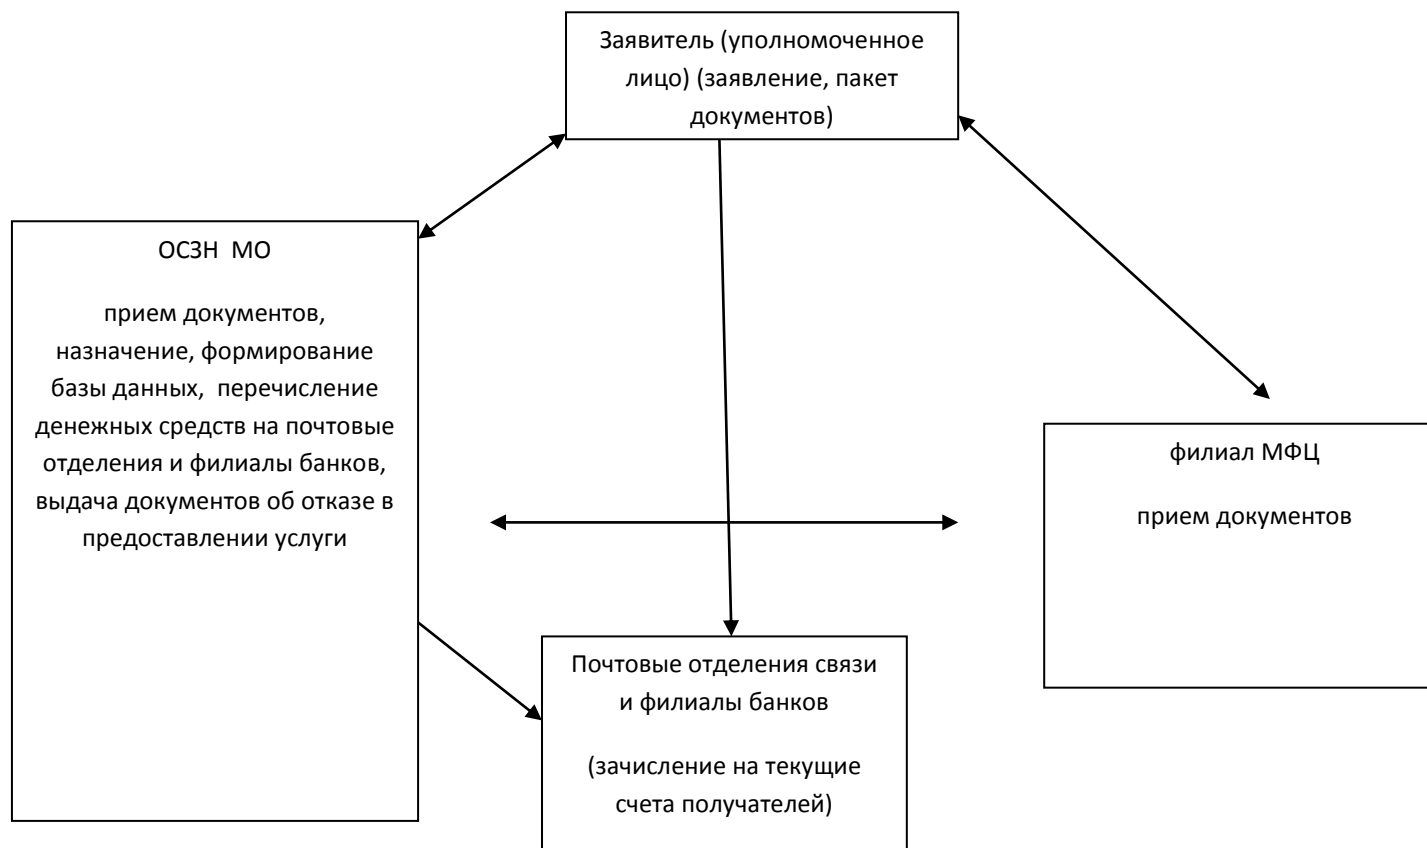 Заявитель (уполномоченное
лицо) (заявление, пакет
документов)
ОСЗН  МО
прием документов,
назначение, формирование
базы данных,  перечисление
денежных средств на почтовые
отделения и филиалы банков,
выдача документов об отказе в
предоставлении услуги
филиал МФЦ
прием документов
Почтовые отделения связи
и филиалы банков
(зачисление на текущие
счета получателей)